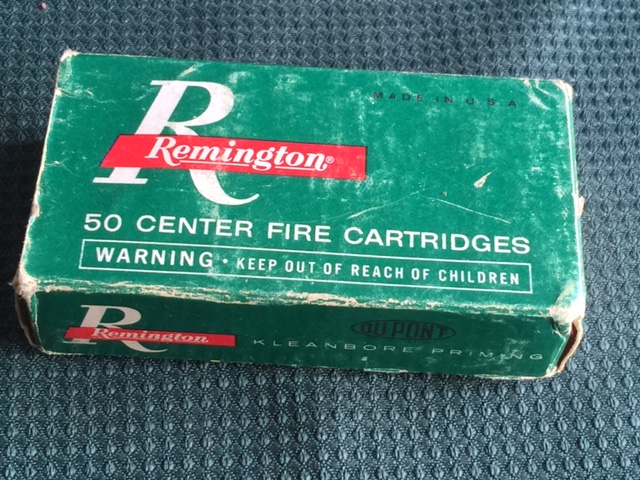 MADE IN U S A
R
Remington®
50 CENTER FIRE CARTRIDGES
WARNING · KEEP OUT OF REACH OF CHILDREN
R
Remington
DU PONT
KLEANBORE PRIMING